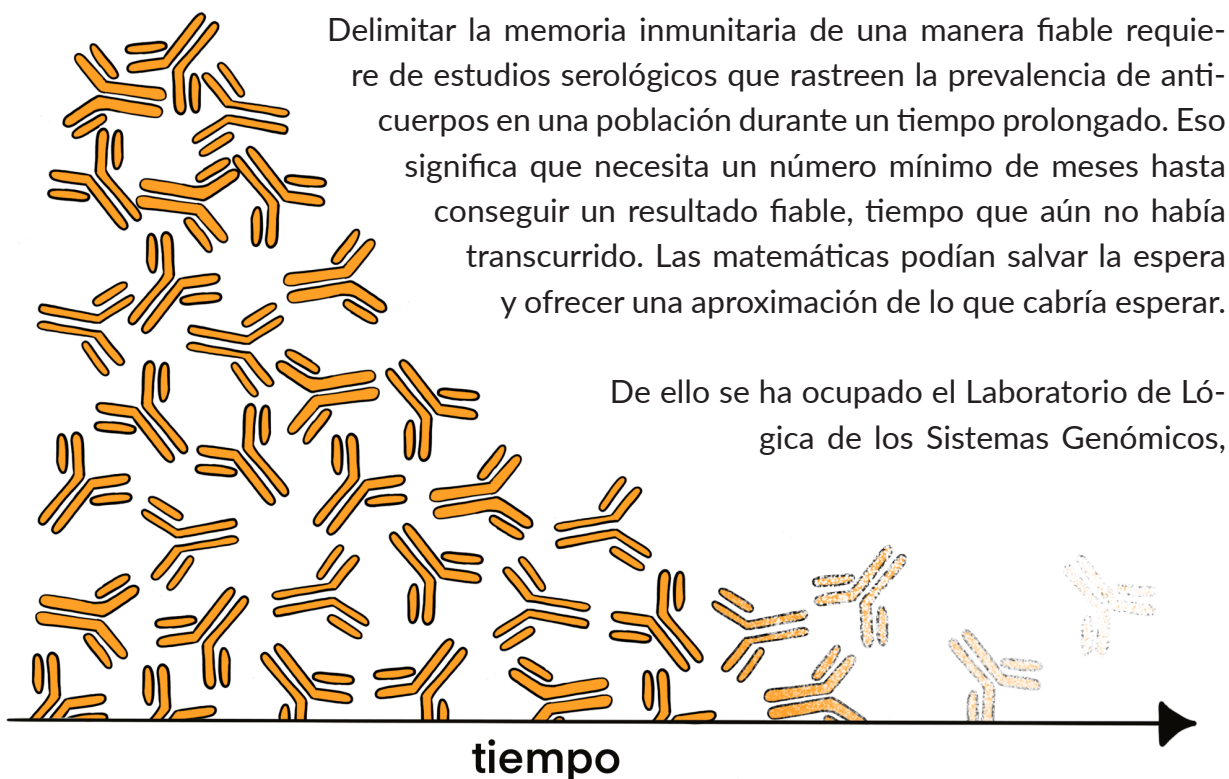 Delimitar la memoria inmunitaria de una manera fiable requie-
re de estudios serológicos que rastreen la prevalencia de anti-
cuerpos en una población durante un tiempo prolongado. Eso
significa que necesita un número mínimo de meses hasta
conseguir un resultado fiable, tiempo que aún no había
transcurrido. Las matemáticas podían salvar la espera
y ofrecer una aproximación de lo que cabría esperar.
De ello se ha ocupado el Laboratorio de Ló-
gica de los Sistemas Genómicos,
tiempo